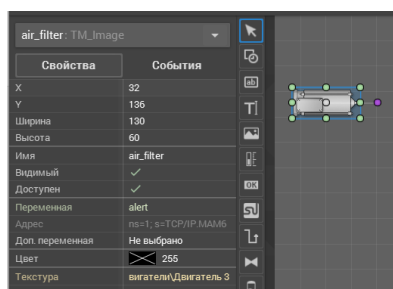 air_filter: TM_Image
Свойства События
X 32
Y 136
Ширина 130
Высота 60
Имя air_filter
Видимый
Доступен
Переменная alert
Адрес ns=1; s=TCP/IP.MAM6
Доп. переменная Не выбрано
Цвет 255
Текстура вигатели\Двигатель 3
ab
T
OK